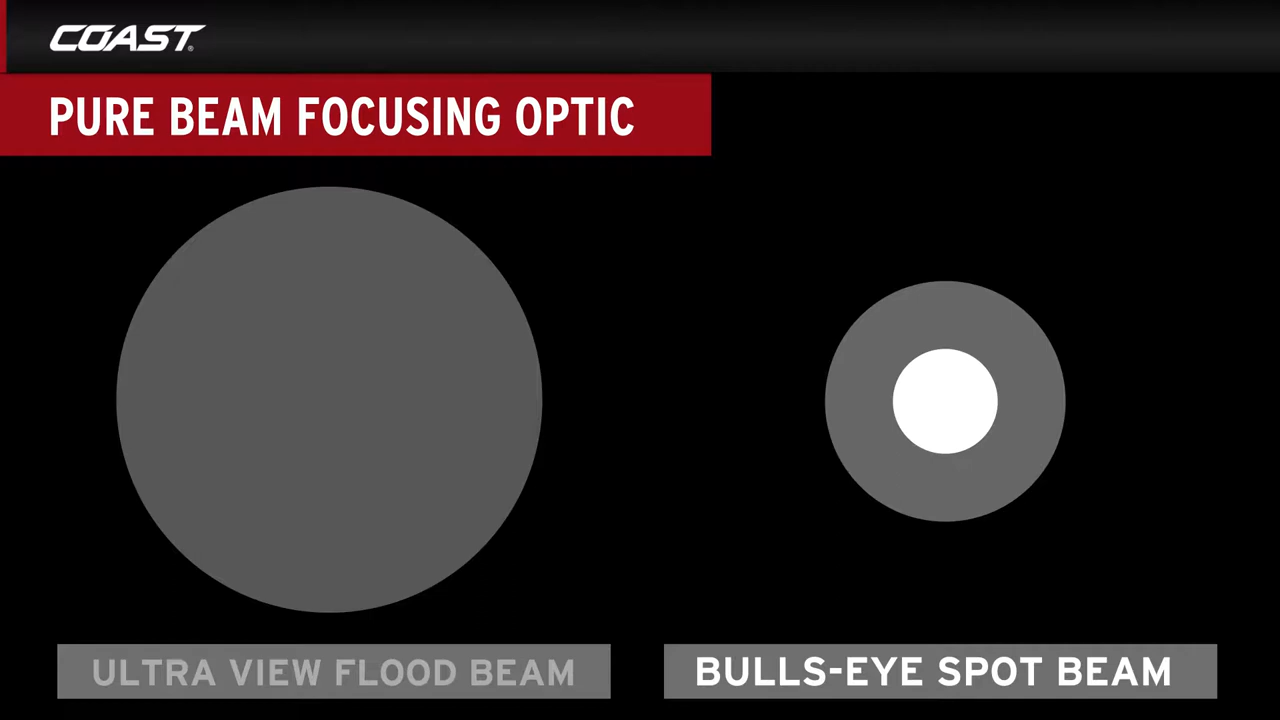 COAST®
PURE BEAM FOCUSING OPTIC
ULTRA VIEW FLOOD BEAM
BULLS-EYE SPOT BEAM